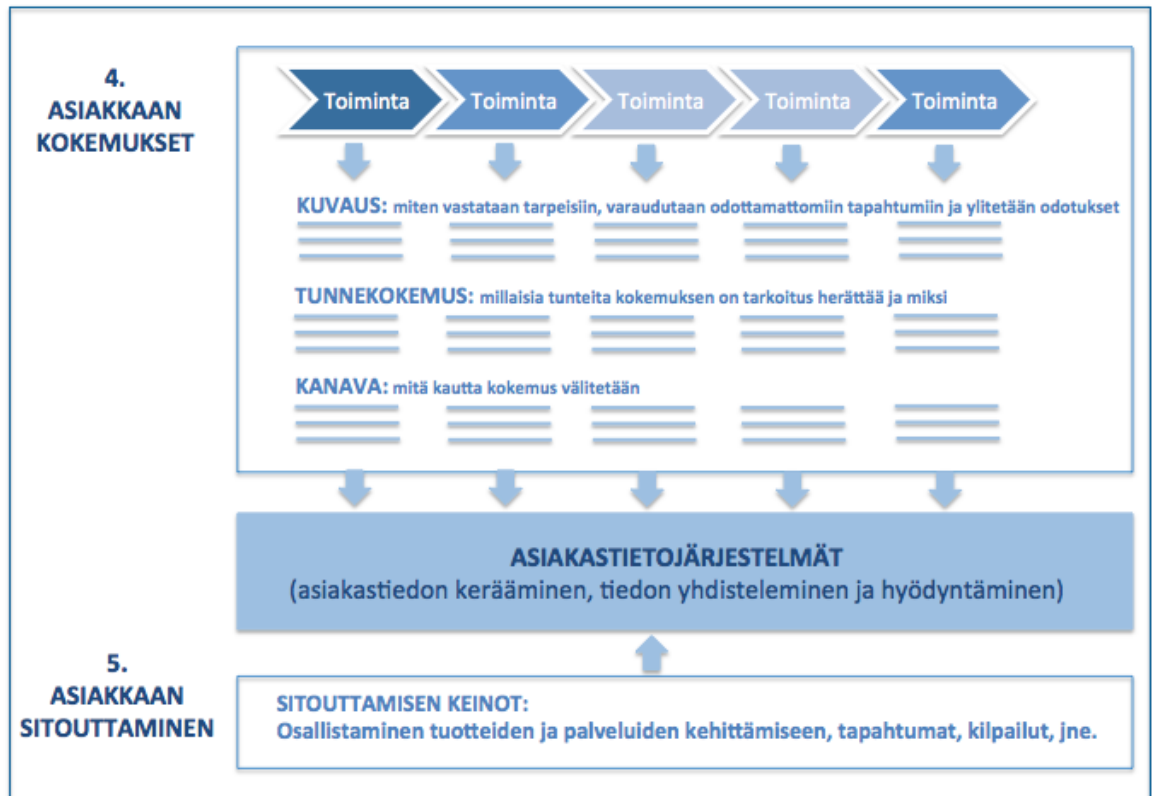 4.
ASIAKKAAN
KOKEMUKSET
Toiminta
Toiminta
Toiminta
Toiminta
Toiminta
KUVAUS: miten vastataan tarpeisiin, varaudutaan odottamattomiin tapahtumiin ja ylitetään odotukset
TUNNEKOKEMUS: millaisia tunteita kokemuksen on tarkoitus herättää ja miksi
KANAVA: mitä kautta kokemus välitetään
ASIAKASTIETOJÄRJESTELMÄT
(asiakastiedon kerääminen, tiedon yhdisteleminen ja hyödyntäminen)
5.
ASIAKKAAN
SITOUTTAMINEN
SITOUTTAMISEN KEINOT:
Osallistaminen tuotteiden ja palveluiden kehittämiseen, tapahtumat, kilpailut, jne.